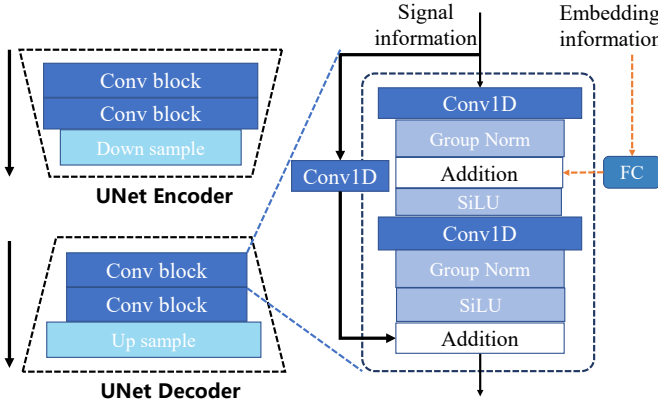 Conv block
Conv block
Down sample
UNet Encoder
Conv block
Conv block
Up sample
UNet Decoder
Signal
information
Embedding
information
Conv1D
Group Norm
Addition
SiLU
Conv1D
Group Norm
SiLU
Addition
Conv1D
FC